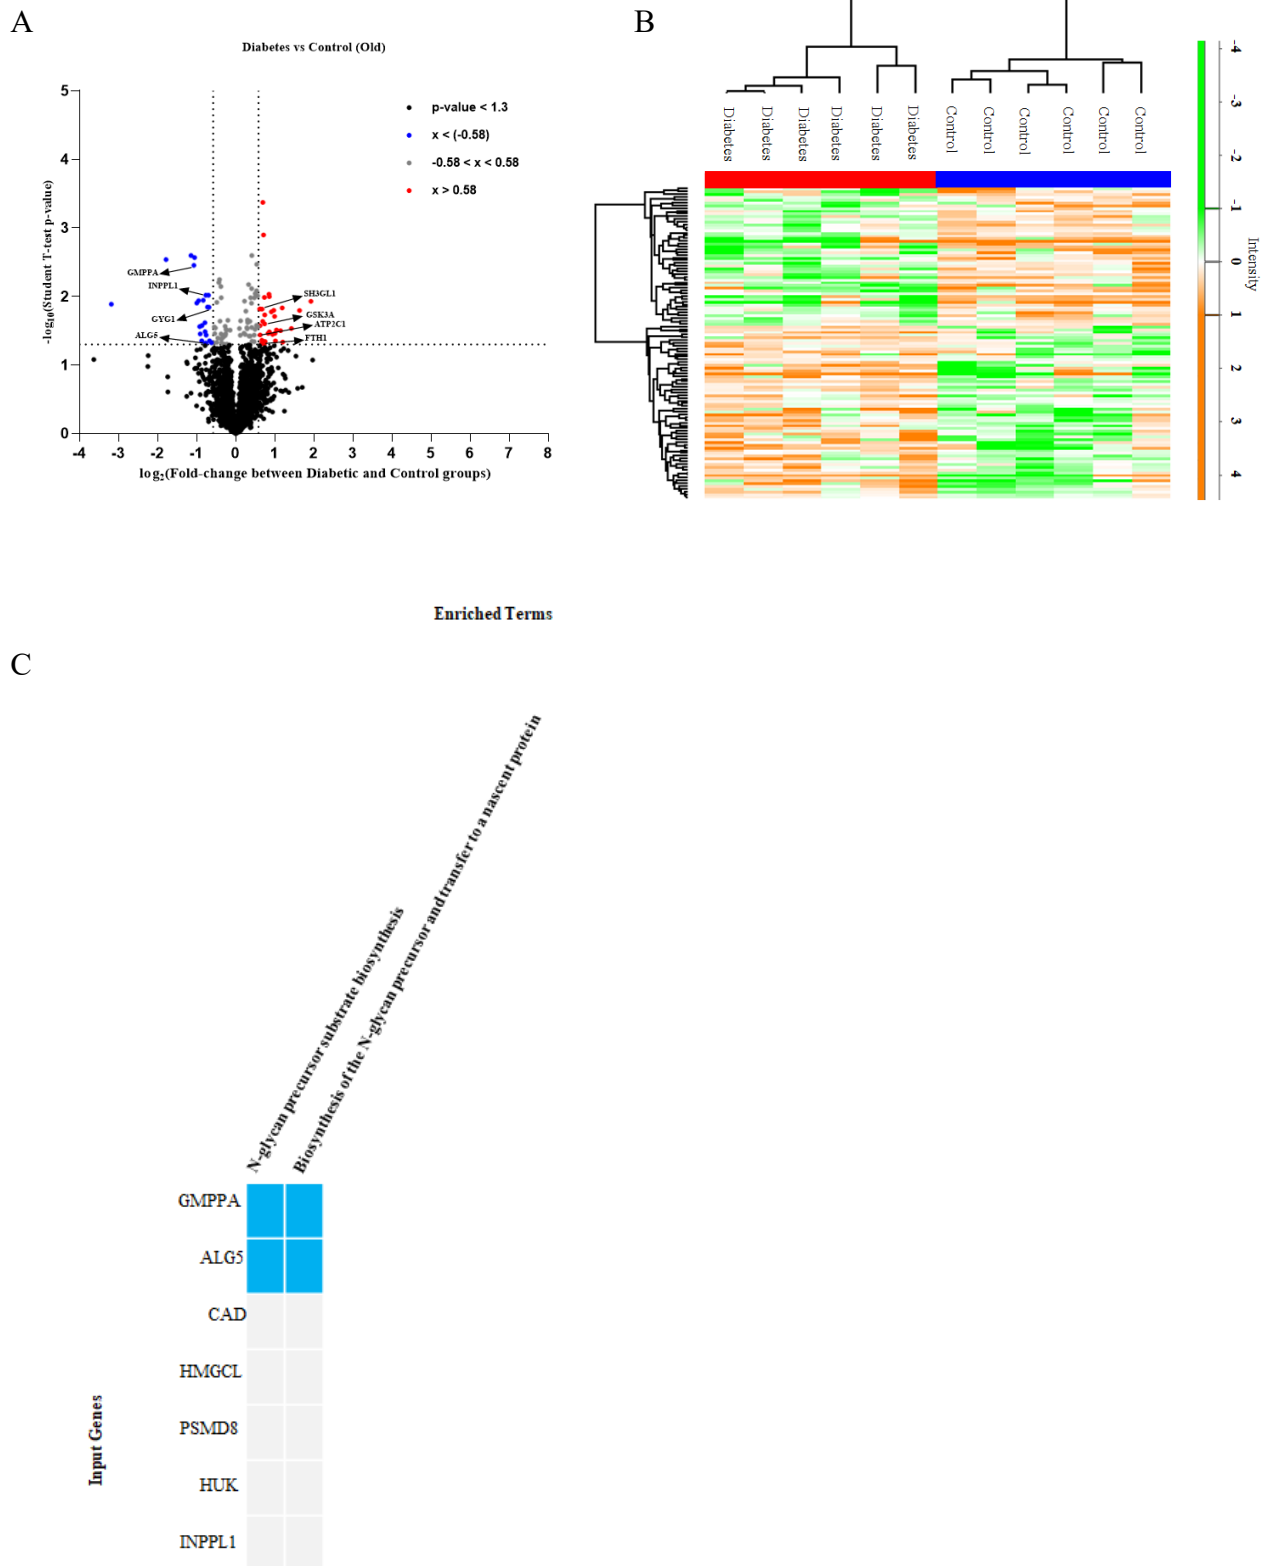 A
B
Diabetes vs Control (Old)
p-value < 1.3
x < (-0.58)
-0.58 < x < 0.58
x > 0.58
-log10(Student T-test p-value)
5
4
3
2
1
0
GMPPA
INPPL1
GYG1
ALG5
SH3GL1
GSK3A
ATP2C1
FTH1
-4 -3 -2 -1 0 1 2 3 4 5 6 7 8
log2(Fold-change between Diabetic and Control groups)
Diabetes Diabetes Diabetes Diabetes Diabetes Diabetes Control Control Control Control Control Control
-4
-3
-2
-1
0
1
2
3
4
Intensity
Enriched Terms
C
N-glycan precursor substrate biosynthesis
Biosynthesis of the N-glycan precursor and transfer to a nascent protein
Input Genes
GMPPA
ALG5
CAD
HMGCL
PSMD8
HUK
INPPL1